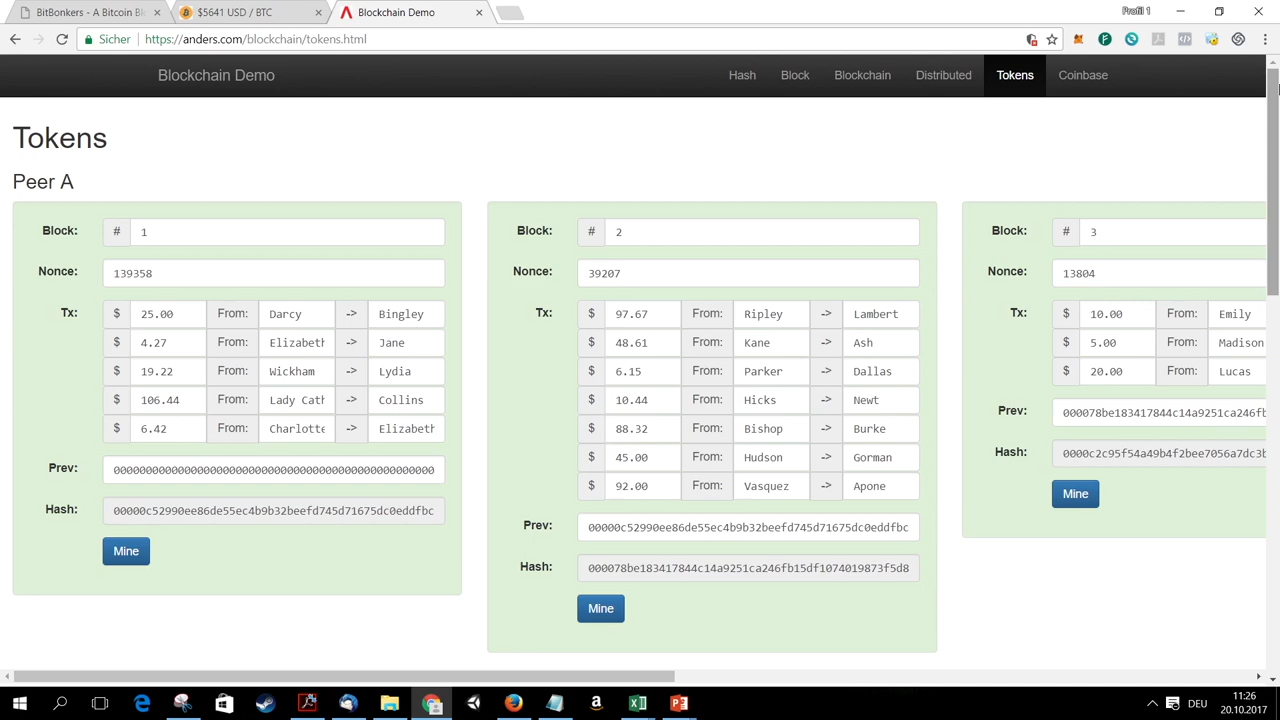 BitBonkers - A Bitcoin Bl
$5641 USD / BTC
Blockchain Demo
Profil 1
Sicher
https://anders.com/blockchain/tokens.html
Blockchain Demo
Hash
Block
Blockchain
Distributed
Tokens
Coinbase
Tokens
Peer A
Block: # 1
Nonce: 139358
Tx: $ 25.00 From: Darcy -> Bingley
$ 4.27 From: Elizabeth -> Jane
$ 19.22 From: Wickham -> Lydia
$ 106.44 From: Lady Cath -> Collins
$ 6.42 From: Charlotte -> Elizabeth
Prev: 00000000000000000000000000000000000000000000000000
Hash: 00000c52990ee86de55ec4b9b32beefd745d71675dc0eddfbc
Mine
Block: # 2
Nonce: 39207
Tx: $ 97.67 From: Ripley -> Lambert
$ 48.61 From: Kane -> Ash
$ 6.15 From: Parker -> Dallas
$ 10.44 From: Hicks -> Newt
$ 88.32 From: Bishop -> Burke
$ 45.00 From: Hudson -> Gorman
$ 92.00 From: Vasquez -> Apone
Prev: 00000c52990ee86de55ec4b9b32beefd745d71675dc0eddfbc
Hash: 000078be183417844c14a9251ca246fb15df1074019873f5d8
Mine
Block: # 3
Nonce: 13804
Tx: $ 10.00 From: Emily
$ 5.00 From: Madison
$ 20.00 From: Lucas
Prev: 000078be183417844c14a9251ca246fb
Hash: 0000c2c95f54a49b4f2bee7056a7dc3b
Mine
DEU
11:26
20.10.2017